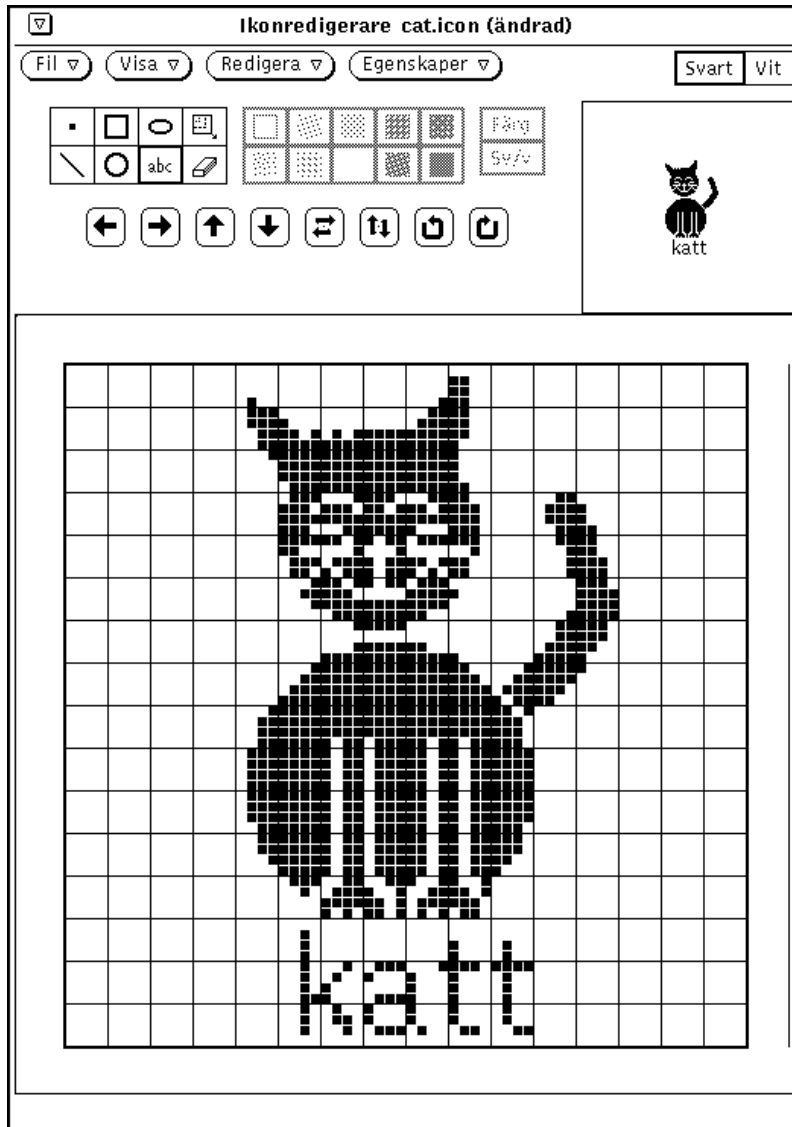 Ikonredigerare cat.icon (ändrad)
Fil Visa Redigera Egenskaper
Svart Vit
Färg
abc Sv/v
katt
katt